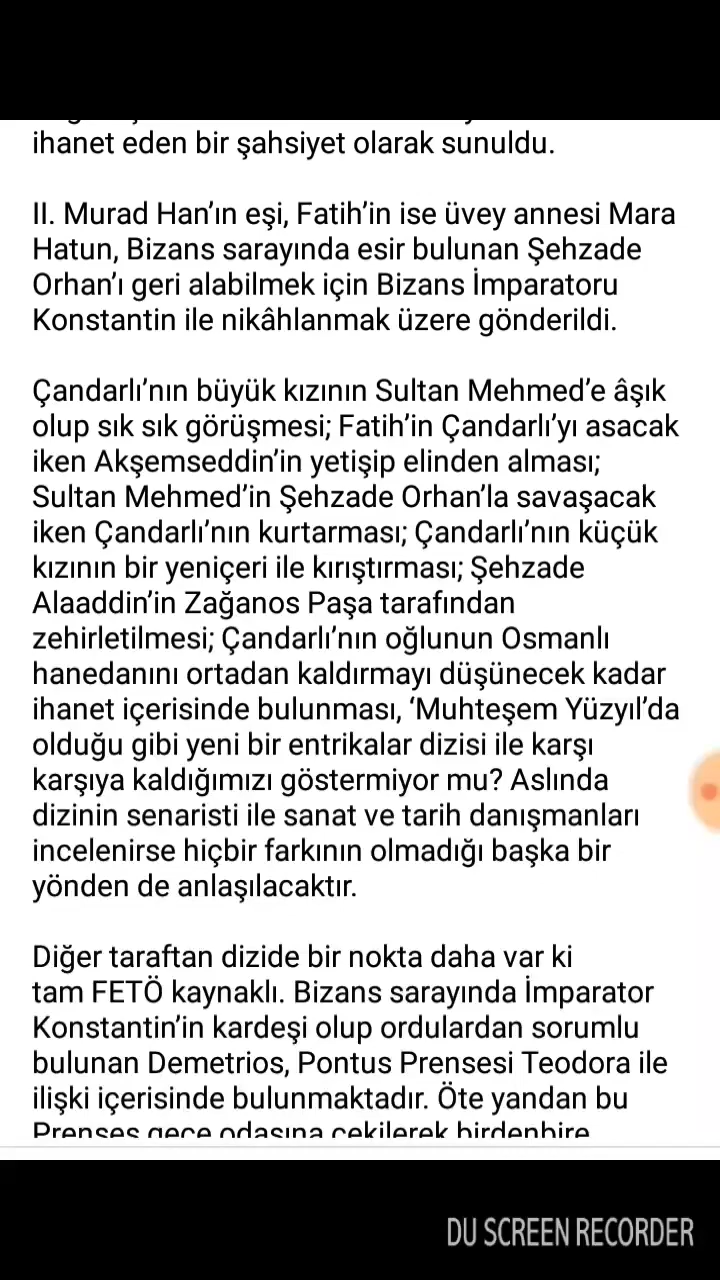 ihanet eden bir şahsiyet olarak sunuldu.
II. Murad Han’ın eşi, Fatih’in ise üvey annesi Mara
Hatun, Bizans sarayında esir bulunan Şehzade
Orhan’ı geri alabilmek için Bizans İmparatoru
Konstantin ile nikâhlanmak üzere gönderildi.
Çandarlı’nın büyük kızının Sultan Mehmed’e âşık
olup sık sık görüşmesi; Fatih’in Çandarlı’yı asacak
iken Akşemseddin’in yetişip elinden alması;
Sultan Mehmed’in Şehzade Orhan’la savaşacak
iken Çandarlı’nın kurtarması; Çandarlı’nın küçük
kızının bir yeniçeri ile kırıştırması; Şehzade
Alaaddin’in Zağanos Paşa tarafından
zehirletilmesi; Çandarlı’nın oğlunun Osmanlı
hanedanını ortadan kaldırmayı düşünecek kadar
ihanet içerisinde bulunması, ‘Muhteşem Yüzyıl’da
olduğu gibi yeni bir entrikalar dizisi ile karşı
karşıya kaldığımızı göstermiyor mu? Aslında
dizinin senaristi ile sanat ve tarih danışmanları
incelenirse hiçbir farkının olmadığı başka bir
yönden de anlaşılacaktır.
Diğer taraftan dizide bir nokta daha var ki
tam FETÖ kaynaklı. Bizans sarayında İmparator
Konstantin’in kardeşi olup ordulardan sorumlu
bulunan Demetrios, Pontus Prensesi Teodora ile
ilişki içerisinde bulunmaktadır. Öte yandan bu
Prenses gece odasına çekilerek birdenbire
DU SCREEN RECORDER